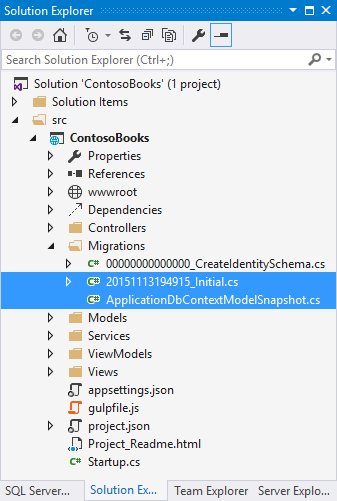 Solution Explorer
Search Solution Explorer (Ctrl+;)
Solution 'ContosoBooks' (1 project)
Solution Items
src
ContosoBooks
Properties
References
wwwroot
Dependencies
Controllers
Migrations
C# 00000000000000_CreateIdentitySchema.cs
C# 20151113194915_Initial.cs
C# ApplicationDbContextModelSnapshot.cs
Models
Services
ViewModels
Views
appsettings.json
gulpfile.js
project.json
Project_Readme.html
C# Startup.cs
SQL Server... Solution Ex... Team Explorer Server Explo...